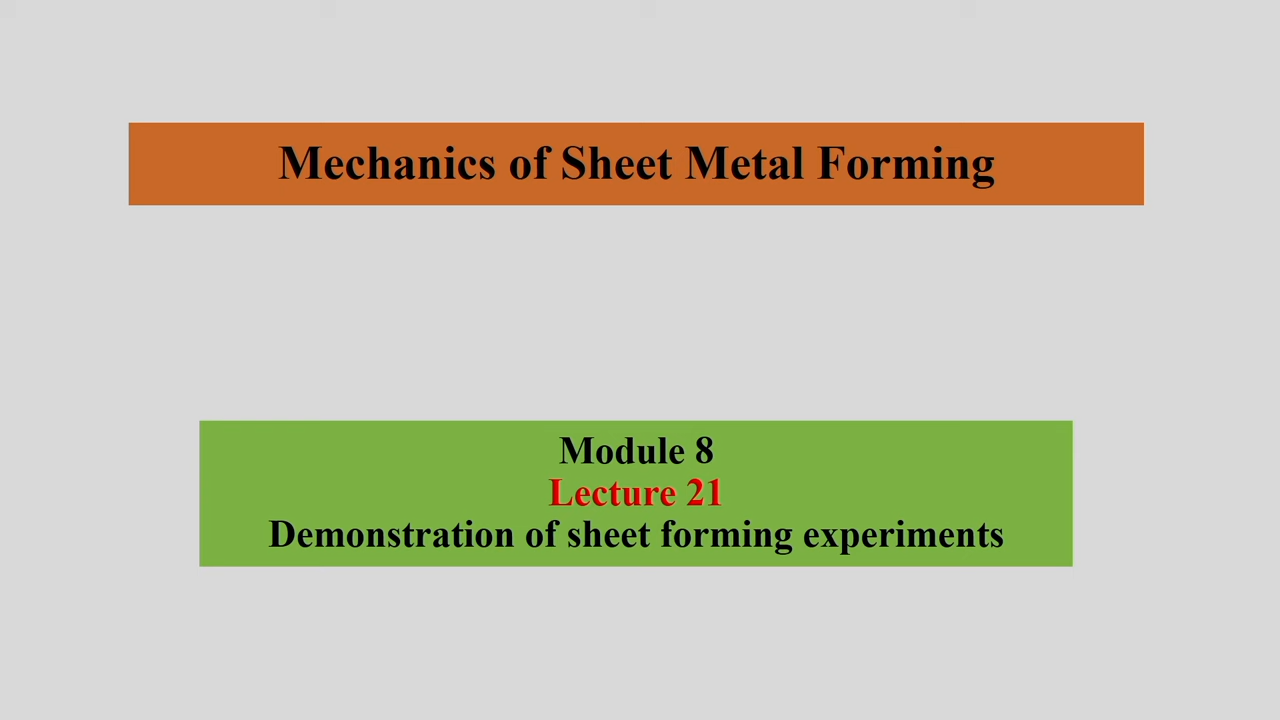 Mechanics of Sheet Metal Forming
Module 8
Lecture 21
Demonstration of sheet forming experiments